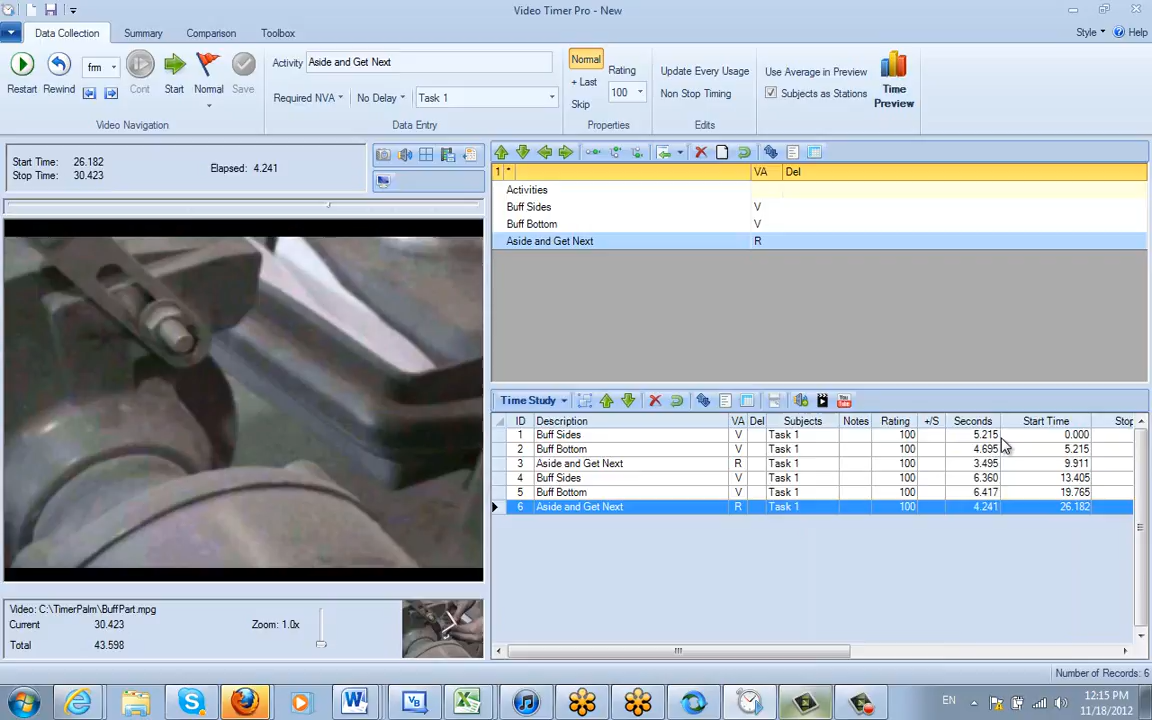 Video Timer Pro - New
Data Collection Summary Comparison Toolbox Style Help
Restart Rewind fm Cont Start Normal Save
Video Navigation
Activity Aside and Get Next
Required NVA No Delay Task 1
Data Entry
Normal
+ Last
Skip
Rating
100
Properties
Update Every Usage
Non Stop Timing
Edits
Use Average in Preview
Subjects as Stations
Time Preview
Start Time: 26.182
Stop Time: 30.423
Elapsed: 4.241
1 * VA Del
Activities
Buff Sides V
Buff Bottom V
Aside and Get Next R
Time Study
You Tube
ID Description VA Del Subjects Notes Rating +/S Seconds Start Time Stop
1 Buff Sides V Task 1 100 5.215 0.000
2 Buff Bottom V Task 1 100 4.695 5.215
3 Aside and Get Next R Task 1 100 3.495 9.911
4 Buff Sides V Task 1 100 6.360 13.405
5 Buff Bottom V Task 1 100 6.417 19.765
6 Aside and Get Next R Task 1 100 4.241 26.182
Video: C:\TimerPalm\BuffPart.mpg
Current 30.423
Zoom: 1.0x
Total 43.598
Number of Records: 6
EN
12:15 PM
11/18/2012